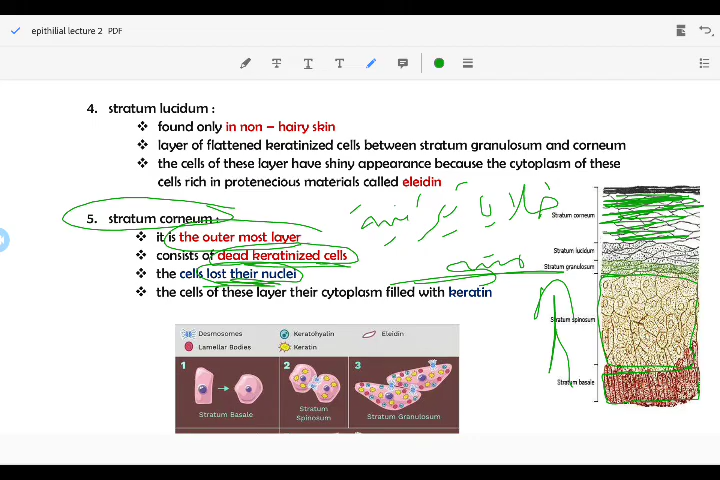 epithilial lecture 2 PDF
4. stratum lucidum :
❖ found only in non – hairy skin
❖ layer of flattened keratinized cells between stratum granulosum and corneum
❖ the cells of these layer have shiny appearance because the cytoplasm of these
cells rich in protenecious materials called eleidin
5. stratum corneum :
❖ it is the outer most layer
❖ consists of dead keratinized cells
❖ the cells lost their nuclei
❖ the cells of these layer their cytoplasm filled with keratin
خلايا
ميته
Stratum corneum
Stratum lucidum
Stratum granulosum
Stratum spinosum
Stratum basale
Desmosomes
Keratohyalin
Eleidin
Lamellar Bodies
Keratin
1
Stratum Basale
2
Stratum
Spinosum
3
Stratum Granulosum